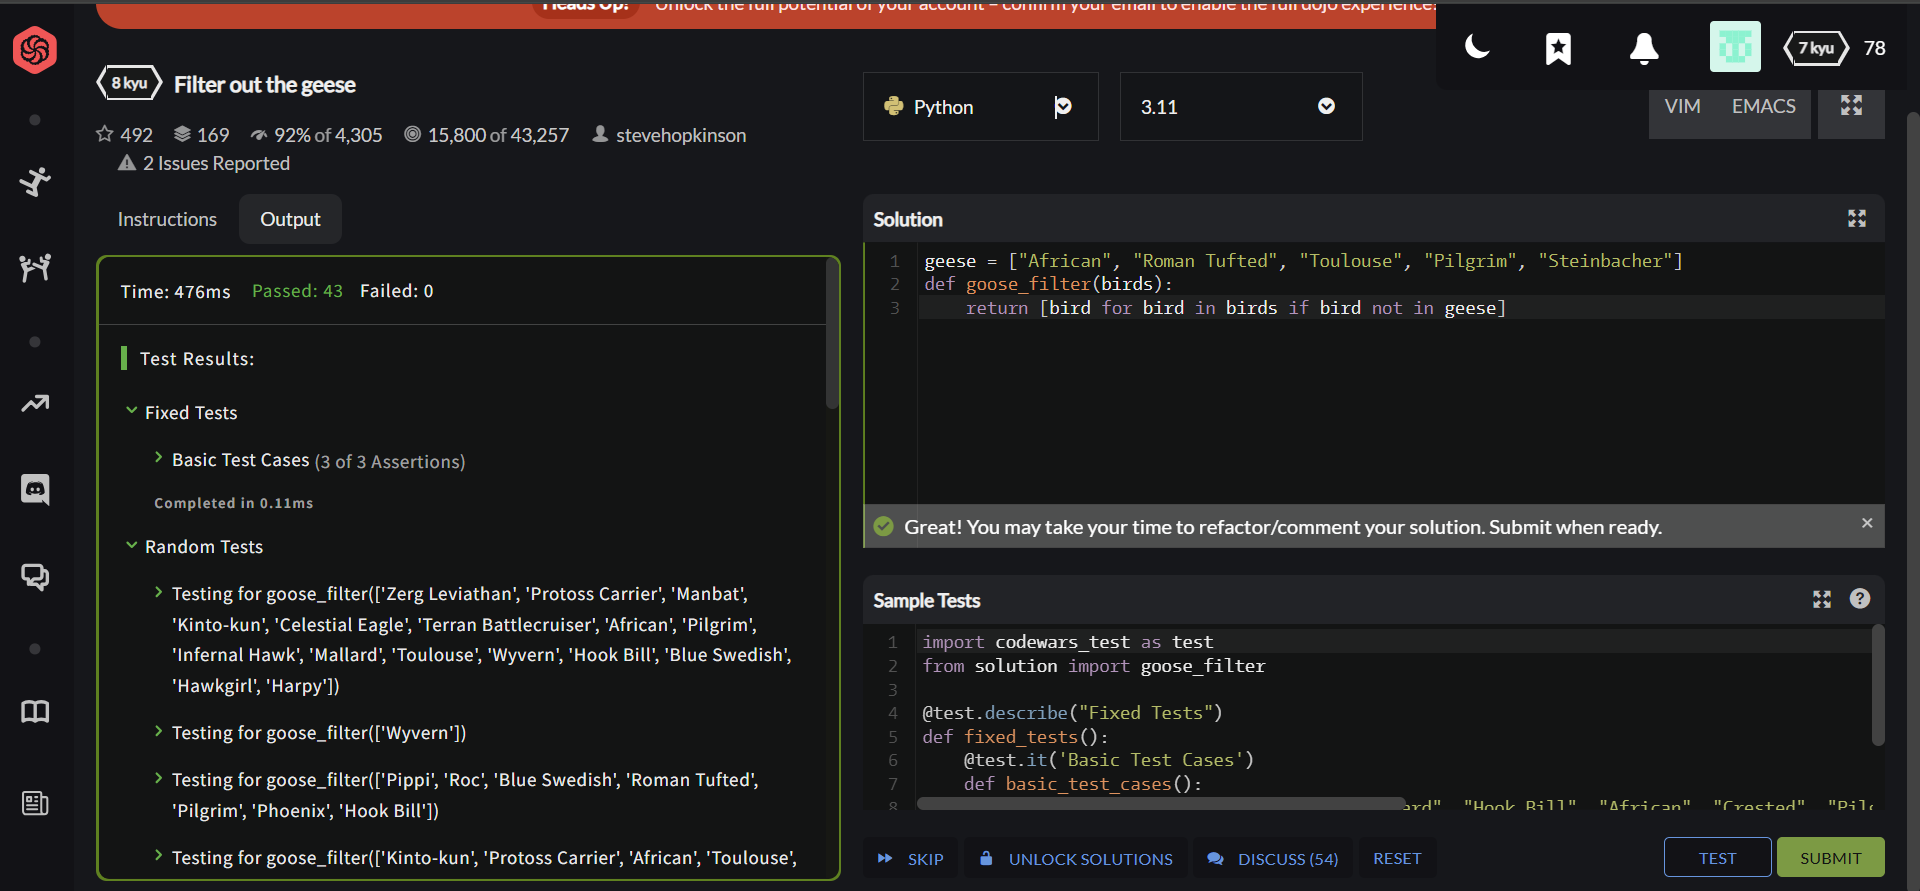 Heads Up! Unlock the full potential of your account – confirm your email to enable the full dojo experience!
7 kyu 78
8 kyu Filter out the geese
492 169 92% of 4,305 15,800 of 43,257 stevehopkinson
2 Issues Reported
Python 3.11 VIM EMACS
Instructions Output
Time: 476ms Passed: 43 Failed: 0
Test Results:
Fixed Tests
Basic Test Cases (3 of 3 Assertions)
Completed in 0.11ms
Random Tests
Testing for goose_filter(['Zerg Leviathan', 'Protoss Carrier', 'Manbat',
'Kinto-kun', 'Celestial Eagle', 'Terran Battlecruiser', 'African', 'Pilgrim',
'Infernal Hawk', 'Mallard', 'Toulouse', 'Wyvern', 'Hook Bill', 'Blue Swedish',
'Hawkgirl', 'Harpy'])
Testing for goose_filter(['Wyvern'])
Testing for goose_filter(['Pippi', 'Roc', 'Blue Swedish', 'Roman Tufted',
'Pilgrim', 'Phoenix', 'Hook Bill'])
Testing for goose_filter(['Kinto-kun', 'Protoss Carrier', 'African', 'Toulouse',
Solution
1 geese = ["African", "Roman Tufted", "Toulouse", "Pilgrim", "Steinbacher"]
2 def goose_filter(birds):
3 return [bird for bird in birds if bird not in geese]
Great! You may take your time to refactor/comment your solution. Submit when ready.
Sample Tests
1 import codewars_test as test
2 from solution import goose_filter
3
4 @test.describe("Fixed Tests")
5 def fixed_tests():
6 @test.it('Basic Test Cases')
7 def basic_test_cases():
8 "Hook Bill", "African", "Crested",
SKIP UNLOCK SOLUTIONS DISCUSS (54) RESET TEST SUBMIT